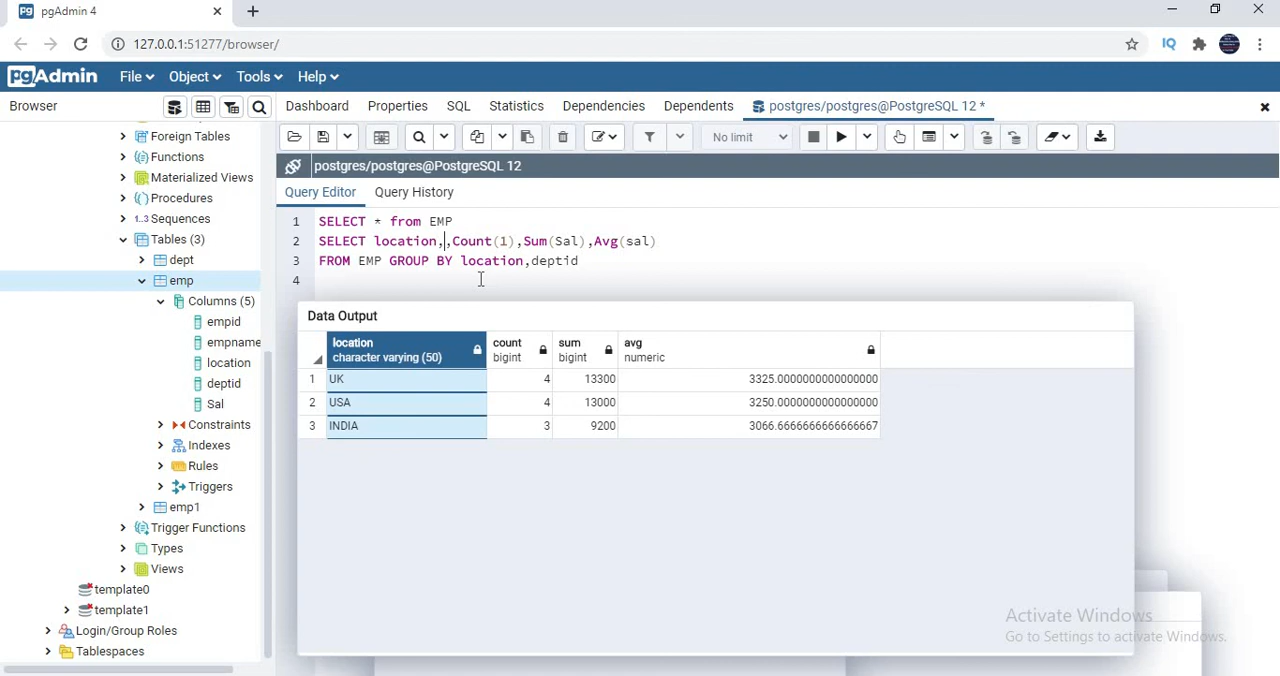 pgAdmin 4
127.0.0.1:51277/browser/
IQ
pgAdmin File Object Tools Help
Browser
Dashboard Properties SQL Statistics Dependencies Dependents postgres/postgres@PostgreSQL 12 *
No limit
postgres/postgres@PostgreSQL 12
Query Editor Query History
1 SELECT * from EMP
2 SELECT location,,Count(1),Sum(Sal),Avg(sal)
3 FROM EMP GROUP BY location,deptid
4
Foreign Tables
Functions
Materialized Views
Procedures
1..3 Sequences
Tables (3)
dept
emp
Columns (5)
empid
empname
location
deptid
Sal
Constraints
Indexes
Rules
Triggers
emp1
Trigger Functions
Types
Views
template0
template1
Login/Group Roles
Tablespaces
Data Output
location count sum avg
character varying (50) bigint bigint numeric
1 UK 4 13300 3325.0000000000000000
2 USA 4 13000 3250.0000000000000000
3 INDIA 3 9200 3066.6666666666666667
Activate Windows
Go to Settings to activate Windows.